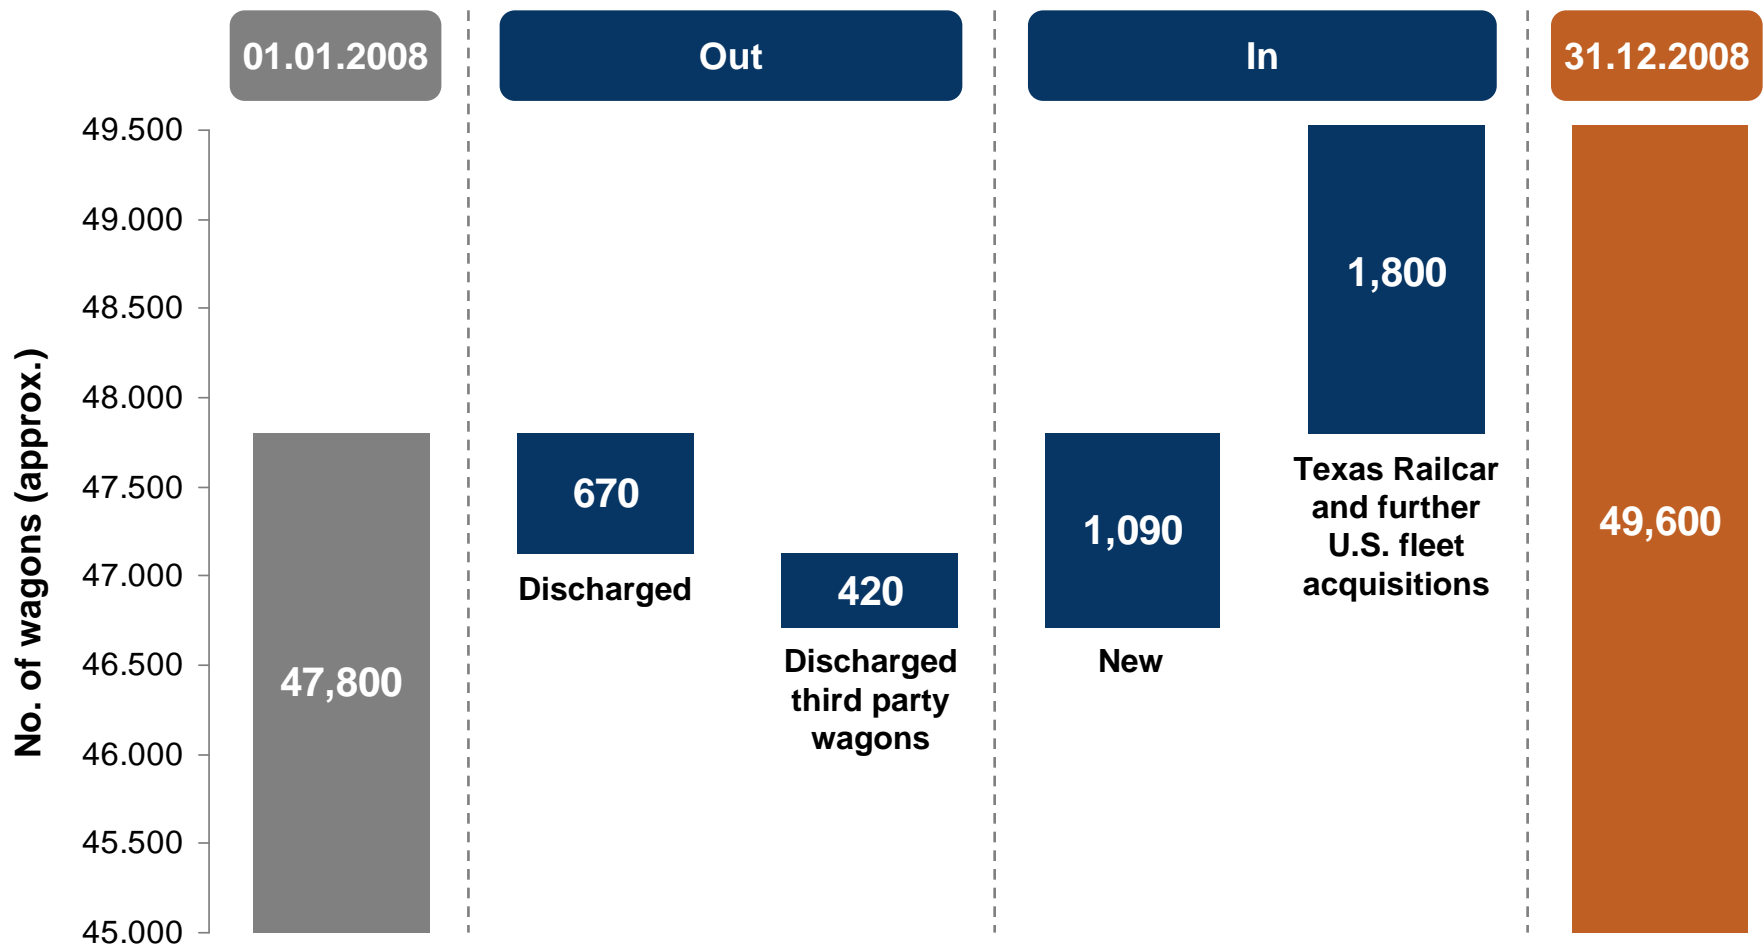 01.01.2008
Out
In
31.12.2008
No. of wagons (approx.)
49.500
49.000
48.500
48.000
47.500
47.000
46.500
46.000
45.500
45.000
47,800
670
Discharged
420
Discharged
third party
wagons
1,090
New
1,800
Texas Railcar
and further
U.S. fleet
acquisitions
49,600